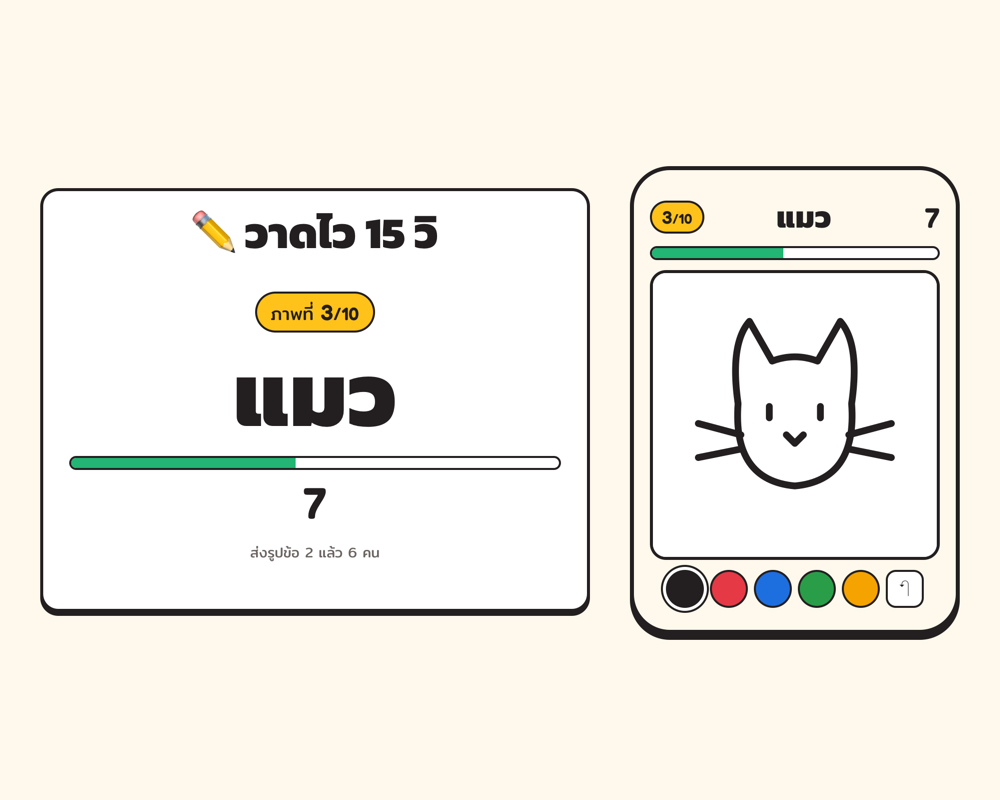 ✏️ วาดไว 15 วิ
ภาพที่ 3/10
แมว
7
ส่งรูปข้อ 2 แล้ว 6 คน
3/10 แมว 7